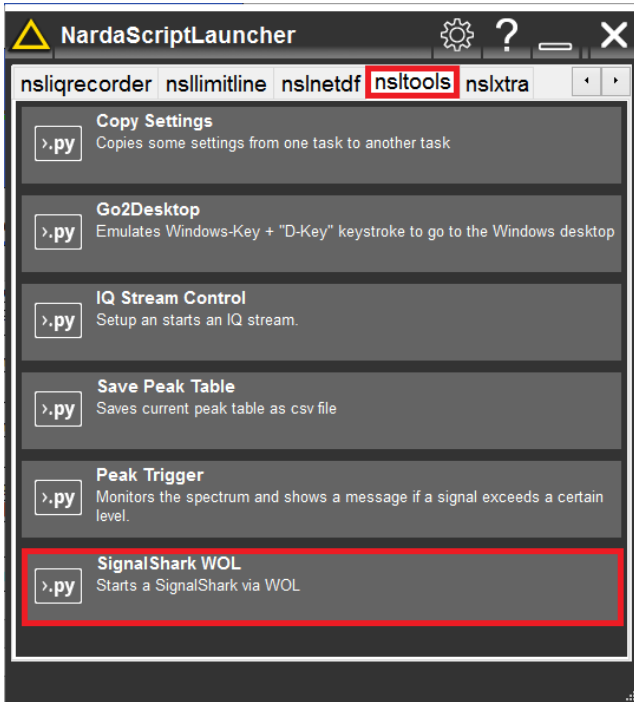 NardaScriptLauncher ?
nsliqrecorder nsllimitline nslnetdf nsltools nslxtra
>.py
Copy Settings
Copies some settings from one task to another task
>.py
Go2Desktop
Emulates Windows-Key + "D-Key" keystroke to go to the Windows desktop
>.py
IQ Stream Control
Setup an starts an IQ stream.
>.py
Save Peak Table
Saves current peak table as csv file
>.py
Peak Trigger
Monitors the spectrum and shows a message if a signal exceeds a certain
level.
>.py
SignalShark WOL
Starts a SignalShark via WOL